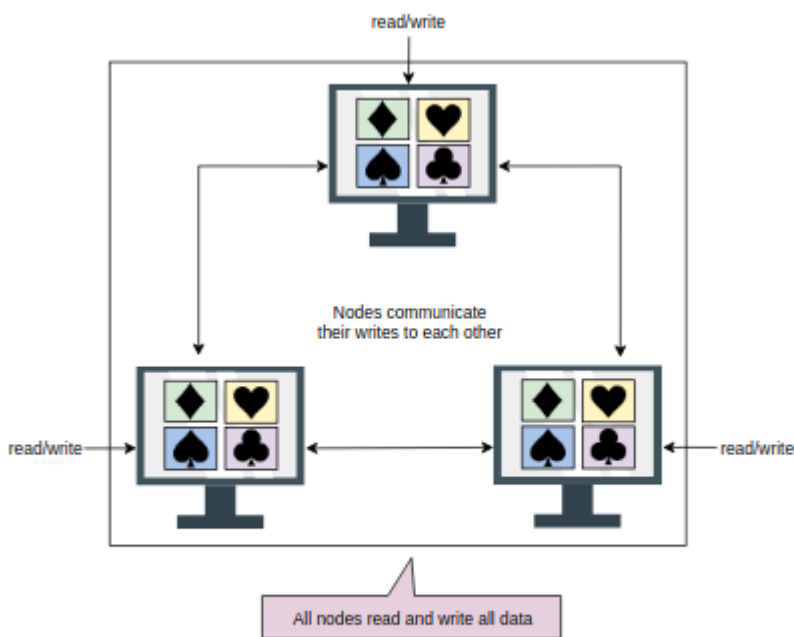 read/write
Nodes communicate
their writes to each other
read/write
read/write
All nodes read and write all data